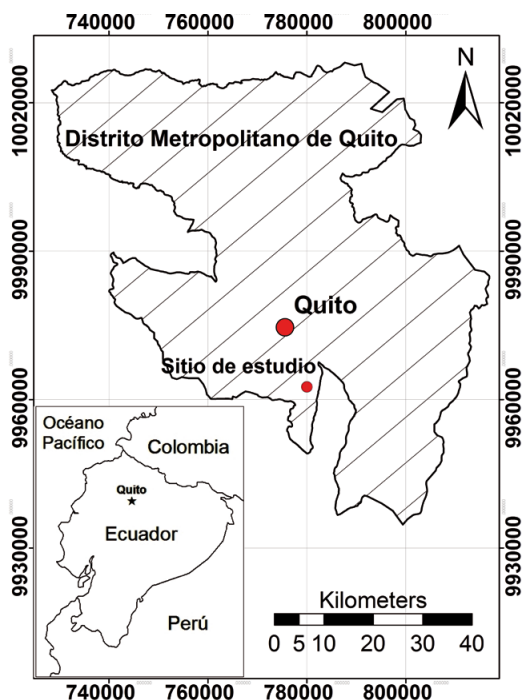 740000 760000 780000 800000
N
10020000
Distrito Metropolitano de Quito
9990000
Quito
Sitio de estudio
9960000
Océano
Pacífico
Colombia
Quito
Ecuador
9930000
Perú
Kilometers
0 5 10 20 30 40
740000 760000 780000 800000
10020000
9990000
9960000
9930000